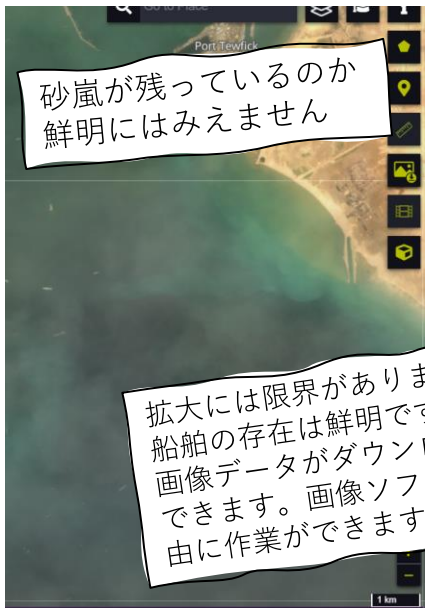 Go to Place
Port Tewfick
砂嵐が残っているのか
鮮明にはみえません
拡大には限界がありま
船舶の存在は鮮明です
画像データがダウン
できます。画像ソフ
由に作業ができます
1 km